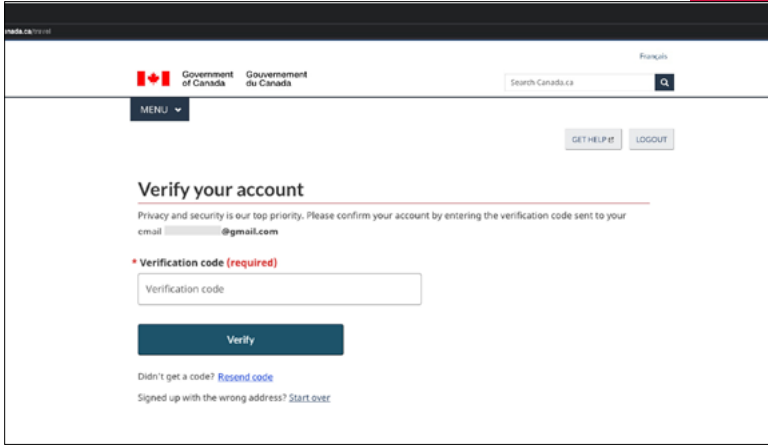 anada.ca/travel
Français
Government of Canada
Gouvernement du Canada
Search Canada.ca
MENU
GET HELP
LOGOUT
Verify your account
Privacy and security is our top priority. Please confirm your account by entering the verification code sent to your
email @gmail.com
* Verification code (required)
Verification code
Verify
Didn't get a code? Resend code
Signed up with the wrong address? Start over